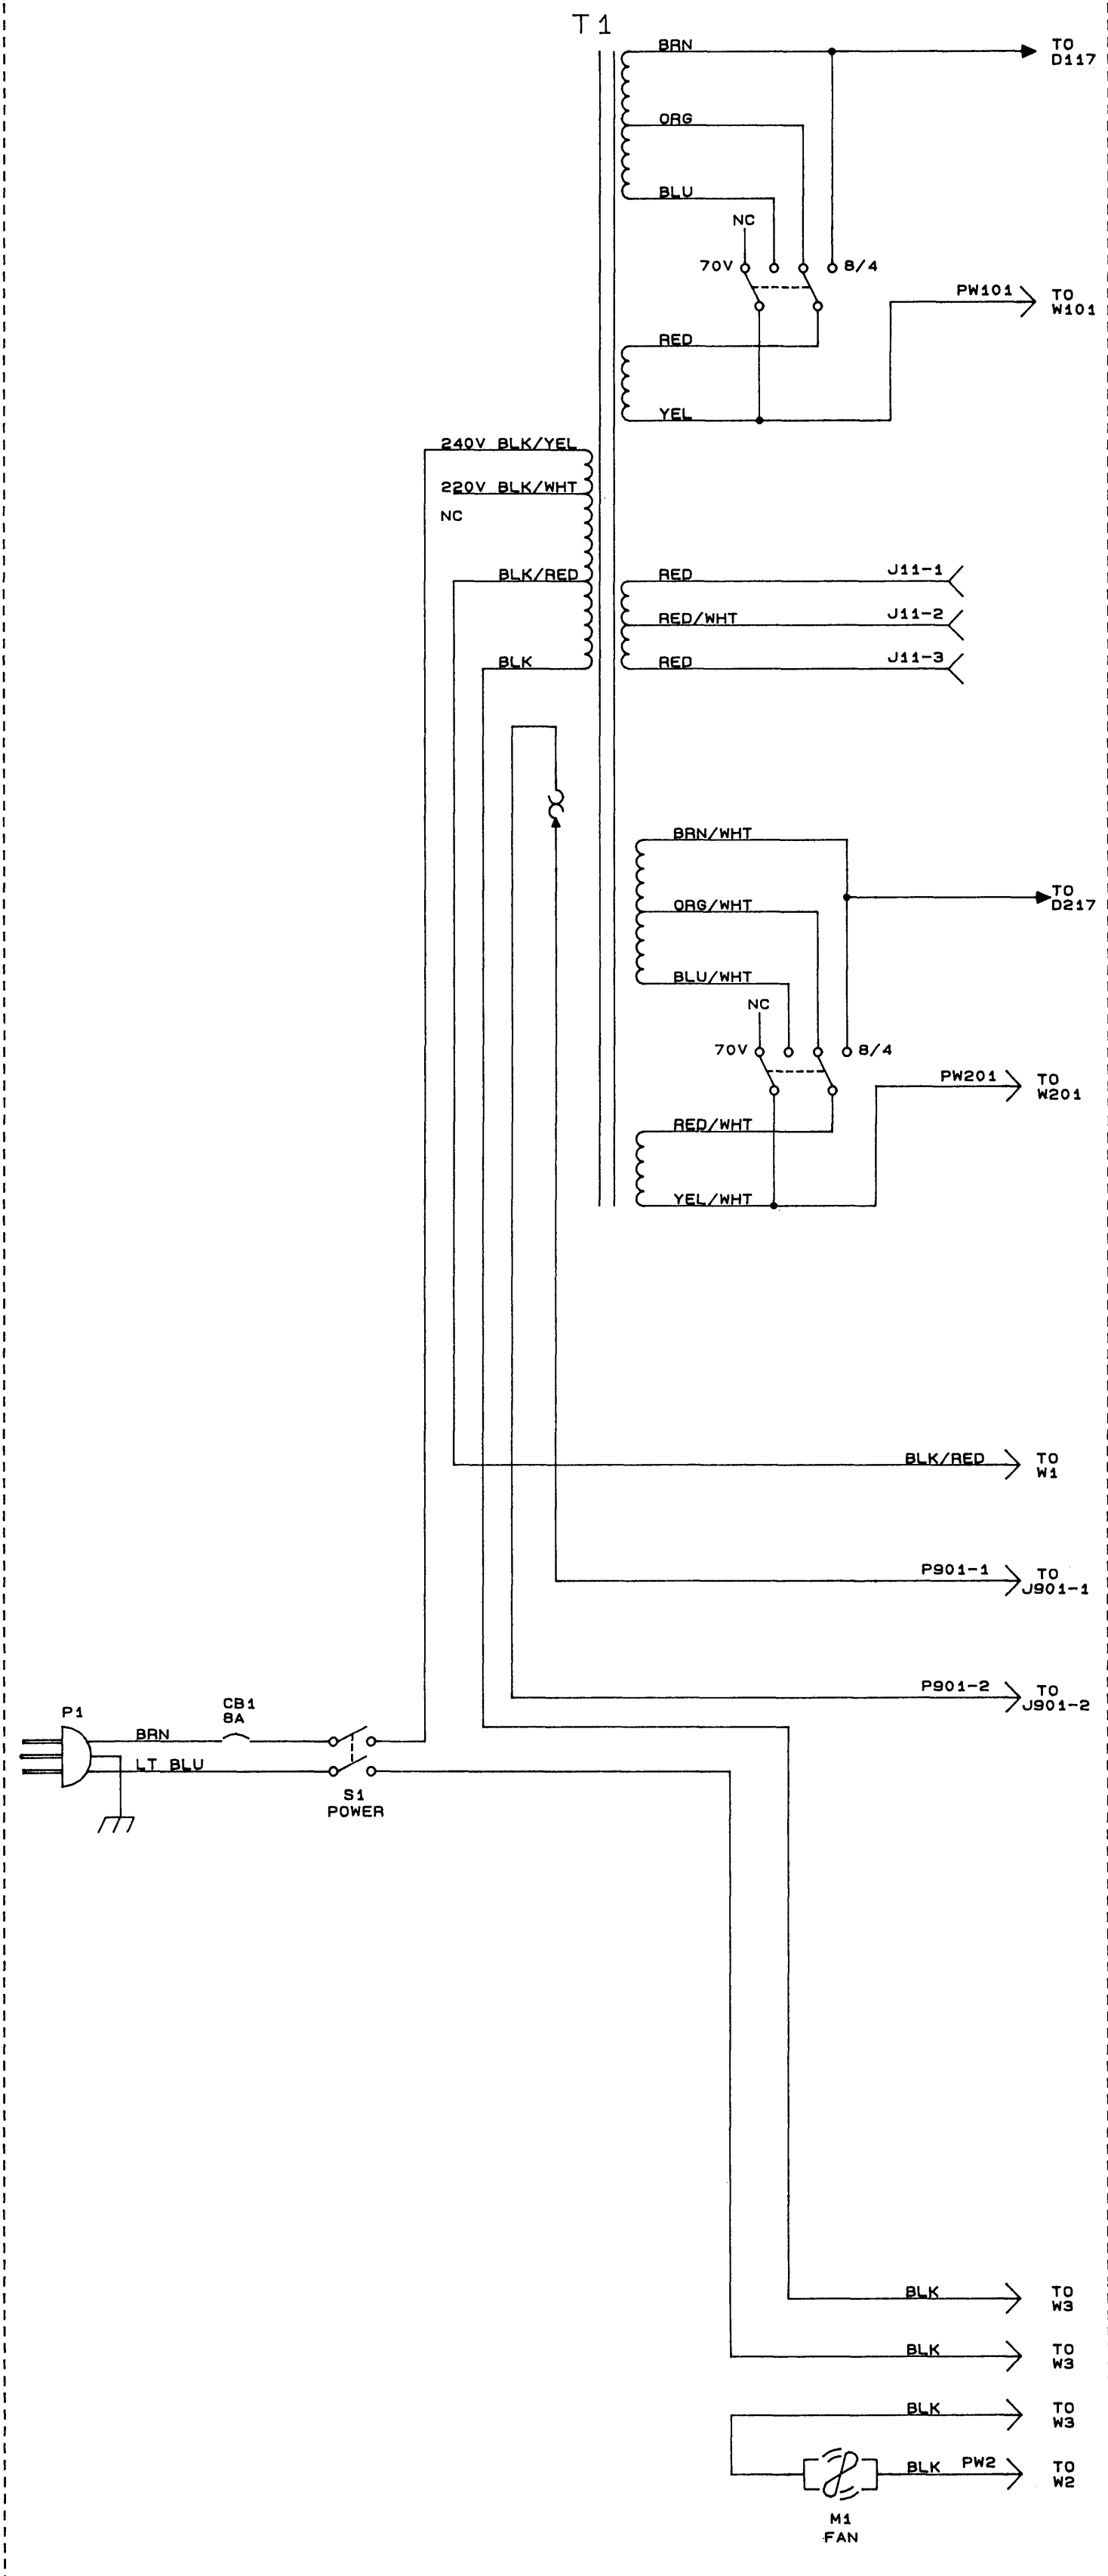 T1
BRN
TO
D117
ORG
BLU
NC
70V
8/4
PW101
TO
W101
RED
YEL
240V BLK/YEL
220V BLK/WHT
NC
BLK/RED
RED
J11-1
RED/WHT
J11-2
BLK
RED
J11-3
BRN/WHT
TO
D217
ORG/WHT
BLU/WHT
NC
70V
8/4
PW201
TO
W201
RED/WHT
YEL/WHT
BLK/RED
TO
W1
P901-1
TO
J901-1
P901-2
TO
J901-2
P1
CB1
8A
BRN
LT BLU
S1
POWER
BLK
TO
W3
BLK
TO
W3
BLK
TO
W3
BLK
PW2
TO
W2
M1
FAN